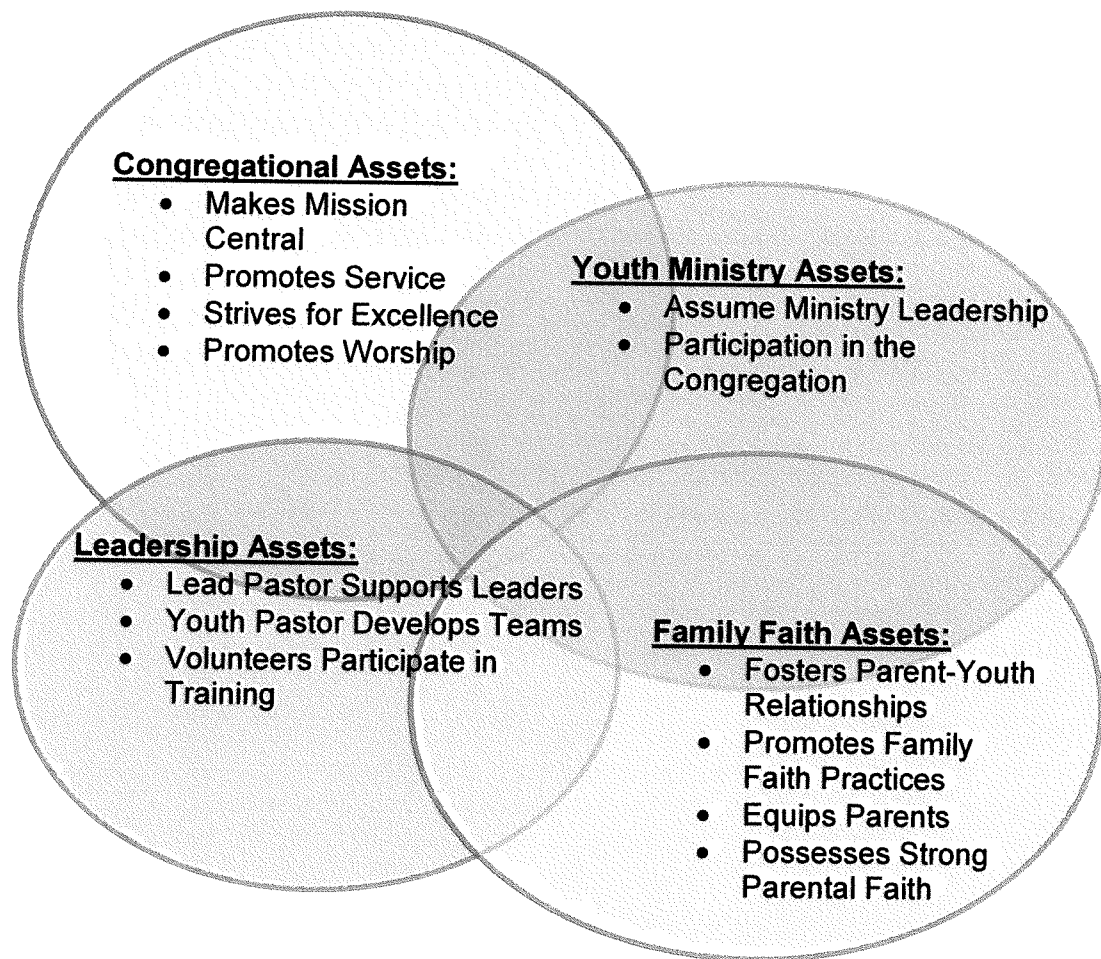 Congregational Assets:
• Makes Mission
Central
• Promotes Service
• Strives for Excellence
• Promotes Worship
Youth Ministry Assets:
• Assume Ministry Leadership
• Participation in the
Congregation
Leadership Assets:
• Lead Pastor Supports Leaders
• Youth Pastor Develops Teams
• Volunteers Participate in
Training
Family Faith Assets:
• Fosters Parent-Youth
Relationships
• Promotes Family
Faith Practices
• Equips Parents
• Possesses Strong
Parental Faith